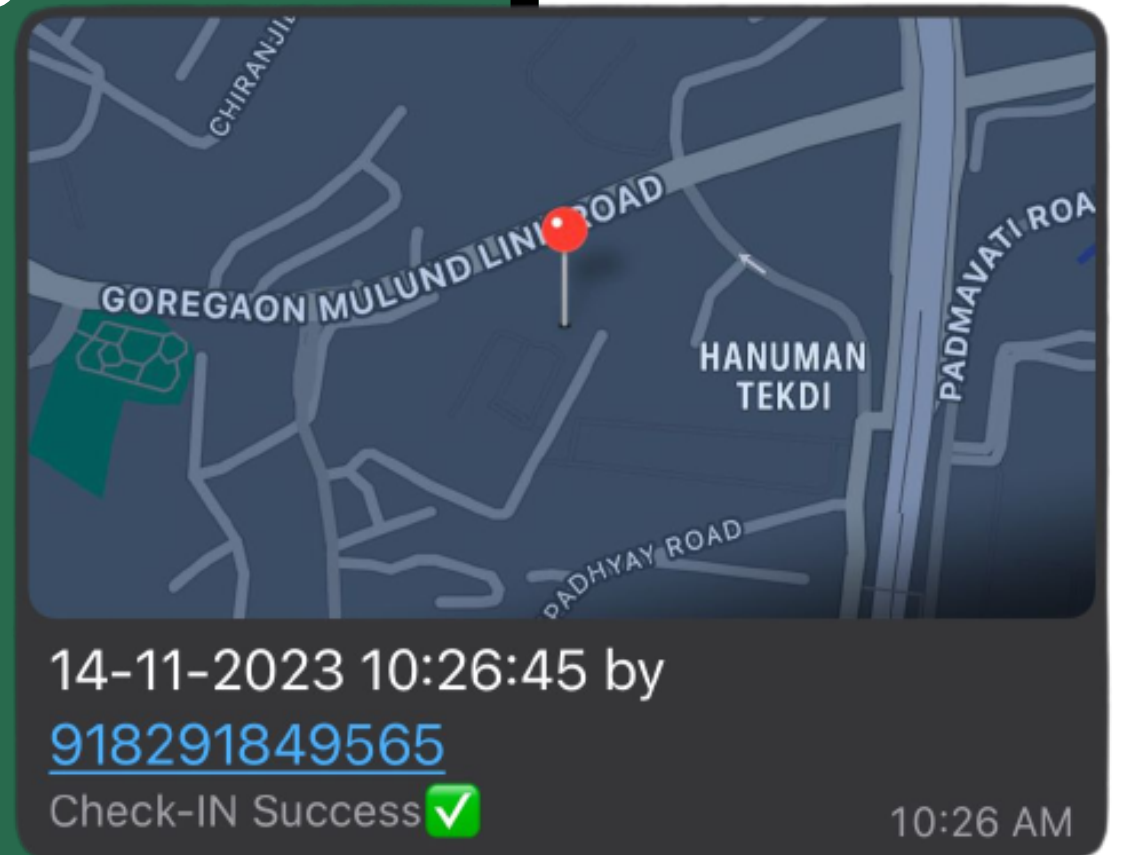 CHIRANJI
GOREGAON MULUND LINK ROAD
HANUMAN
TEKDI
PADMAVATI ROA
PADHYAY ROAD
14-11-2023 10:26:45 by
918291849565
Check-IN Success✅
10:26 AM